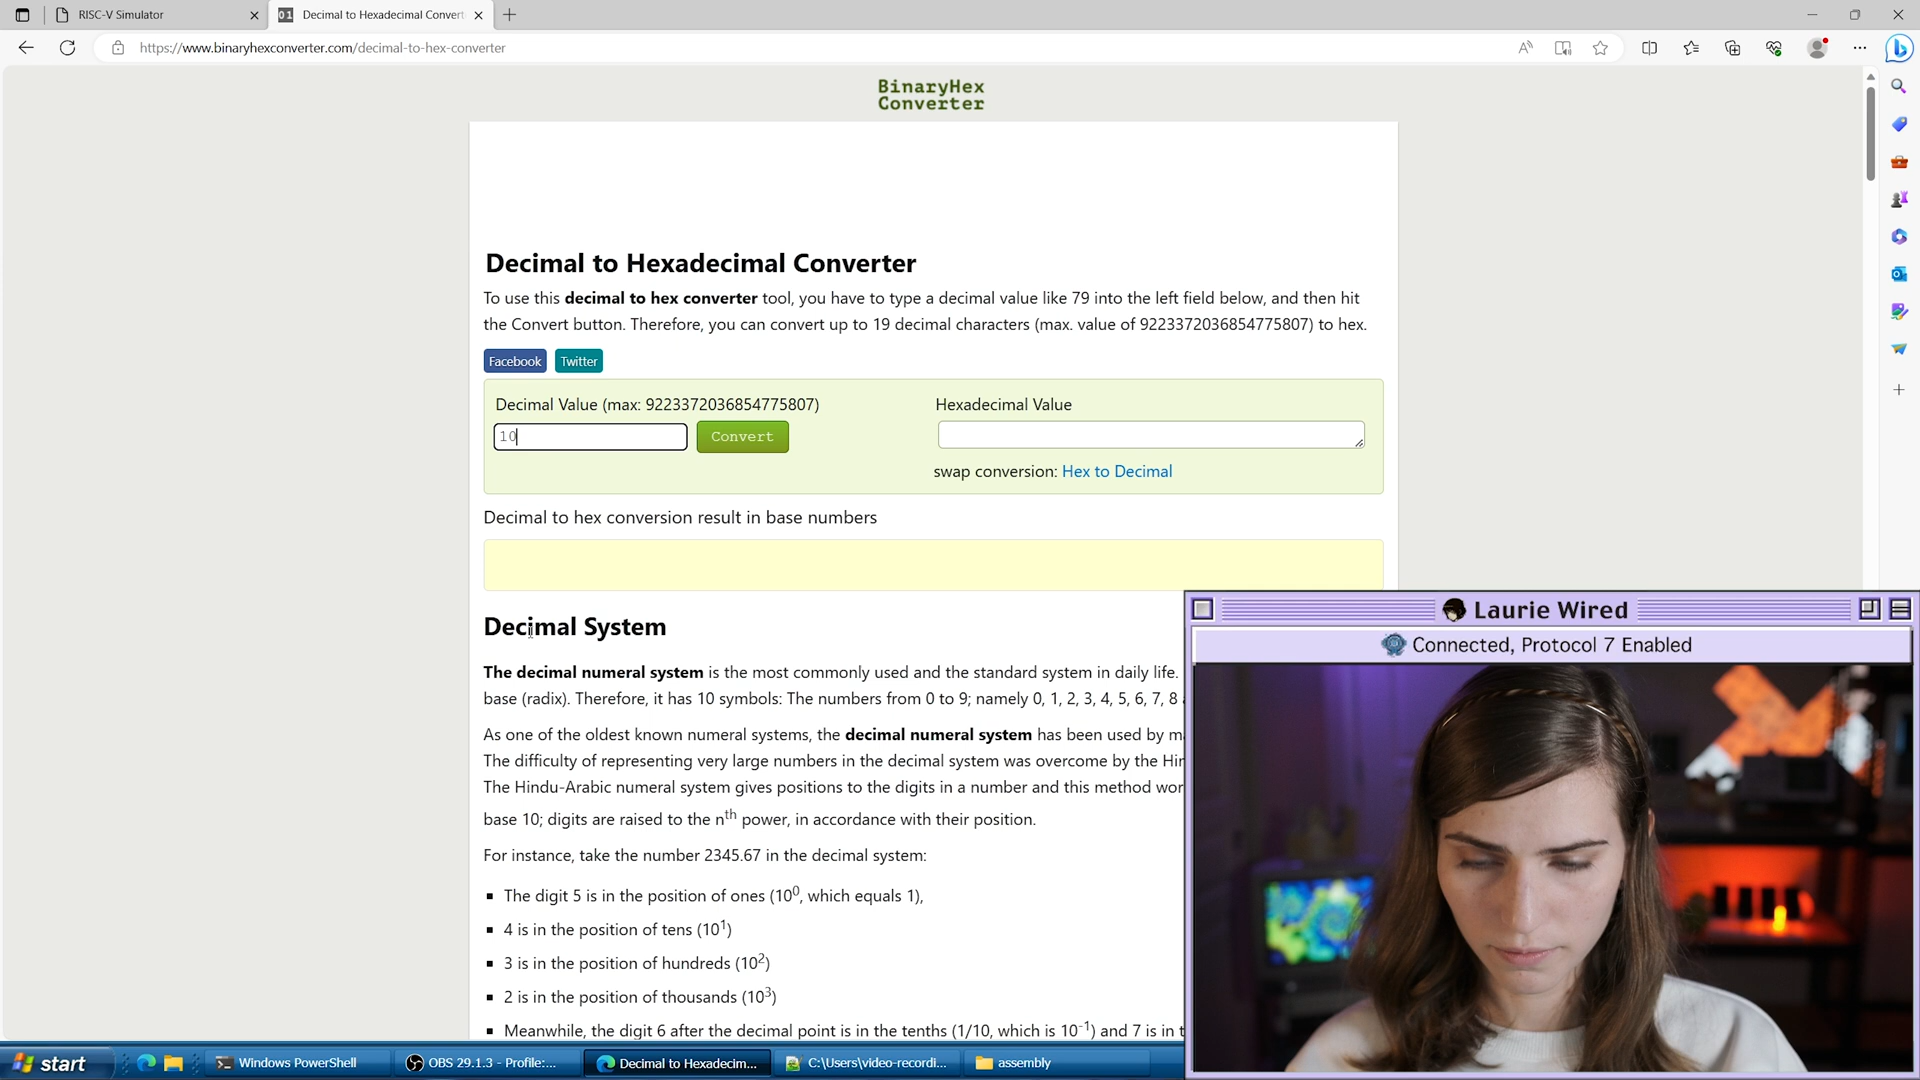 RISC-V Simulator
Decimal to Hexadecimal Convert
https://www.binaryhexconverter.com/decimal-to-hex-converter
BinaryHex
Converter
Decimal to Hexadecimal Converter
To use this decimal to hex converter tool, you have to type a decimal value like 79 into the left field below, and then hit
the Convert button. Therefore, you can convert up to 19 decimal characters (max. value of 9223372036854775807) to hex.
Facebook Twitter
Decimal Value (max: 9223372036854775807) Hexadecimal Value
10 Convert
swap conversion: Hex to Decimal
Decimal to hex conversion result in base numbers
Decimal System
The decimal numeral system is the most commonly used and the standard system in daily life.
base (radix). Therefore, it has 10 symbols: The numbers from 0 to 9; namely 0, 1, 2, 3, 4, 5, 6, 7, 8
As one of the oldest known numeral systems, the decimal numeral system has been used by
The difficulty of representing very large numbers in the decimal system was overcome by the
The Hindu-Arabic numeral system gives positions to the digits in a number and this method
base 10; digits are raised to the nth power, in accordance with their position.
For instance, take the number 2345.67 in the decimal system:
▪ The digit 5 is in the position of ones (10⁰, which equals 1),
▪ 4 is in the position of tens (10¹)
▪ 3 is in the position of hundreds (10²)
▪ 2 is in the position of thousands (10³)
▪ Meanwhile, the digit 6 after the decimal point is in the tenths (1/10, which is 10⁻¹) and 7 is in
Laurie Wired
Connected, Protocol 7 Enabled
start Windows PowerShell OBS 29.1.3 - Profile:... Decimal to Hexadecim... C:\Users\video-recordi... assembly